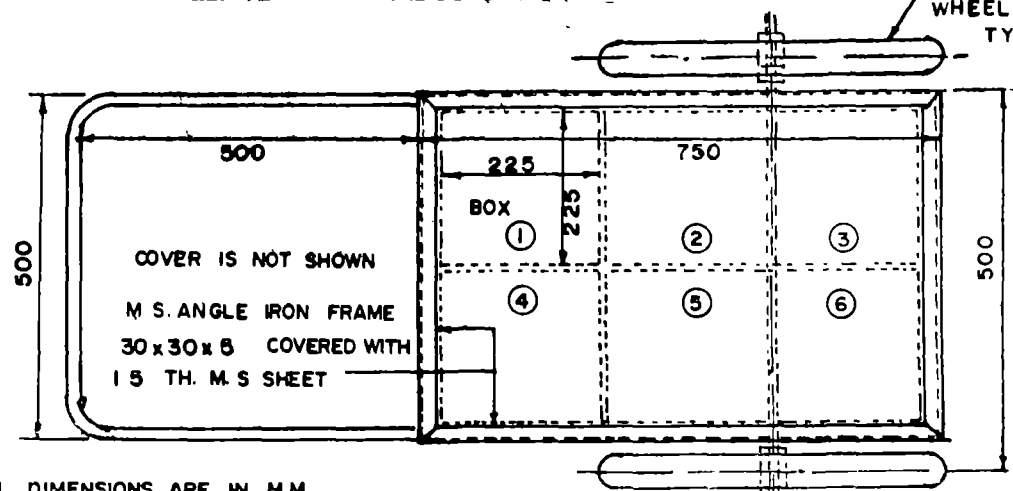 WHEEL
TY
500
750
225
BOX
225
1
2
3
500
500
COVER IS NOT SHOWN
4
5
6
M S. ANGLE IRON FRAME
30 x 30 x 5 COVERED WITH
1 5 TH. M. S SHEET
DIMENSIONS ARE IN M.M.